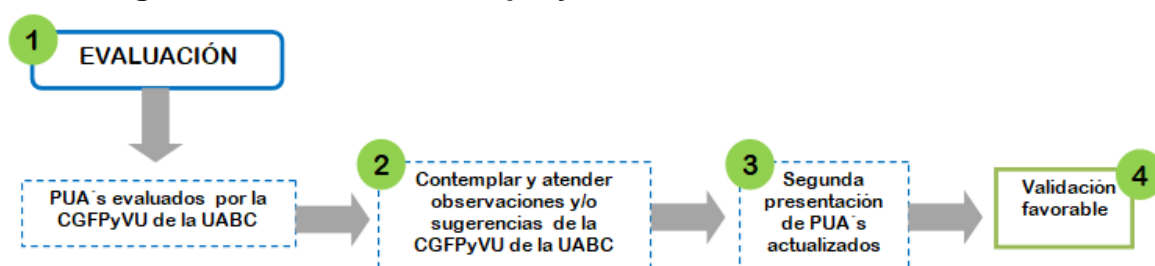 1
EVALUACIÓN
PUA´s evaluados por la
CGFPyVU de la UABC
2
Contemplar y atender
observaciones y/o
sugerencias de la
CGFPyVU de la UABC
3
Segunda
presentación
de PUA´s
actualizados
4
Validación
favorable